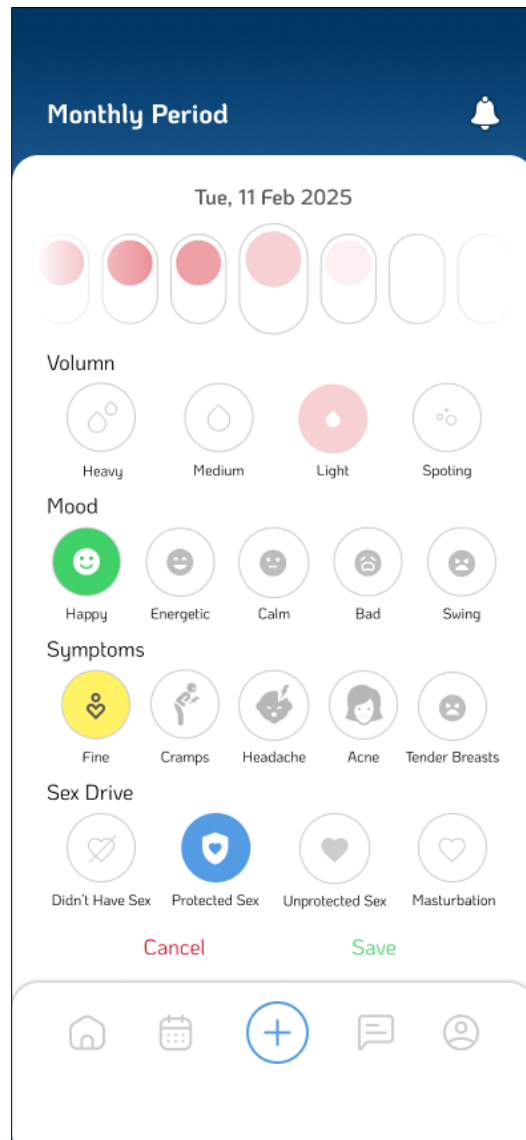 Monthly Period
Tue, 11 Feb 2025
Volumn
Heavy Medium Light Spoting
Mood
Happy Energetic Calm Bad Swing
Symptoms
Fine Cramps Headache Acne Tender Breasts
Sex Drive
Didn't Have Sex Protected Sex Unprotected Sex Masturbation
Cancel Save